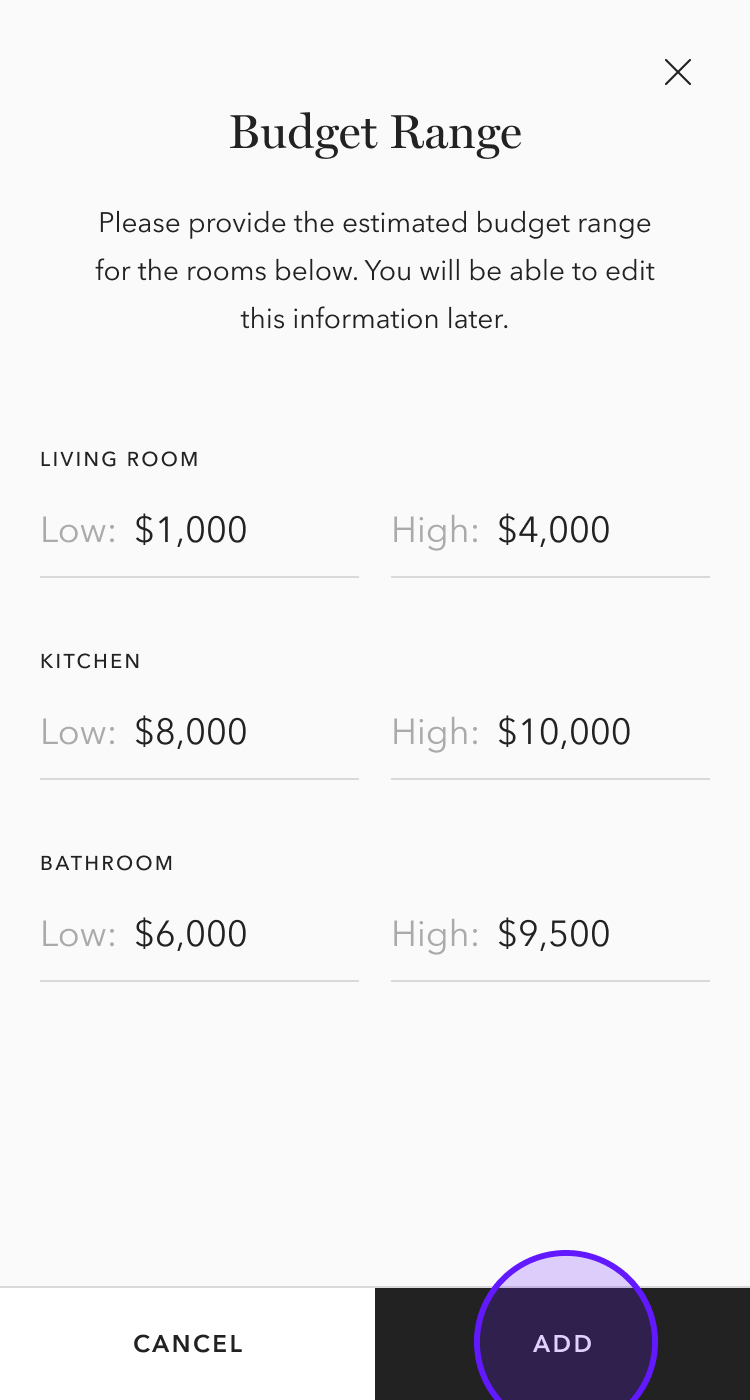 Budget Range
Please provide the estimated budget range
for the rooms below. You will be able to edit
this information later.
LIVING ROOM
Low: $1,000 High: $4,000
KITCHEN
Low: $8,000 High: $10,000
BATHROOM
Low: $6,000 High: $9,500
CANCEL ADD